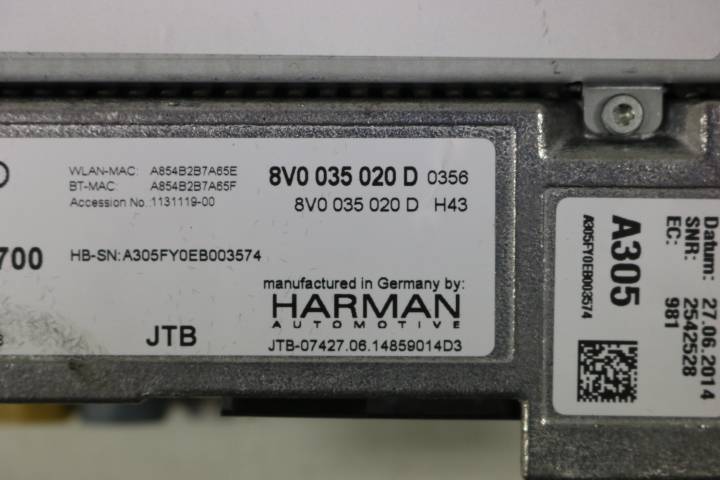 WLAN-MAC: A854B2B7A65E
BT-MAC: A854B2B7A65F
Accession No.:1131119-00
8V0 035 020 D 0356
8V0 035 020 D H43
700
HB-SN:A305FY0EB003574
manufactured in Germany by:
HARMAN
AUTOMOTIVE
JTB
JTB-07427.06.14859014D3
Datum: 27.06.2014
SNR: 2542528
EC: 981
A305
A305FY0EB003574